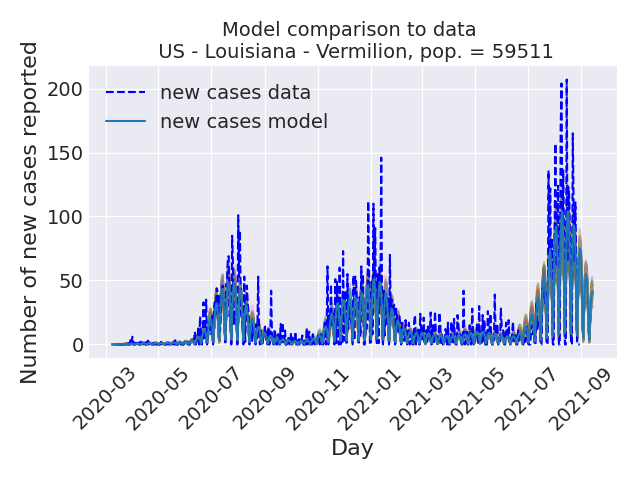 Model comparison to data
US - Louisiana - Vermilion, pop. = 59511
Number of new cases reported
new cases data
new cases model
200
150
100
50
0
2020-03
2020-05
2020-07
2020-09
2020-11
2021-01
2021-03
2021-05
2021-07
2021-09
Day